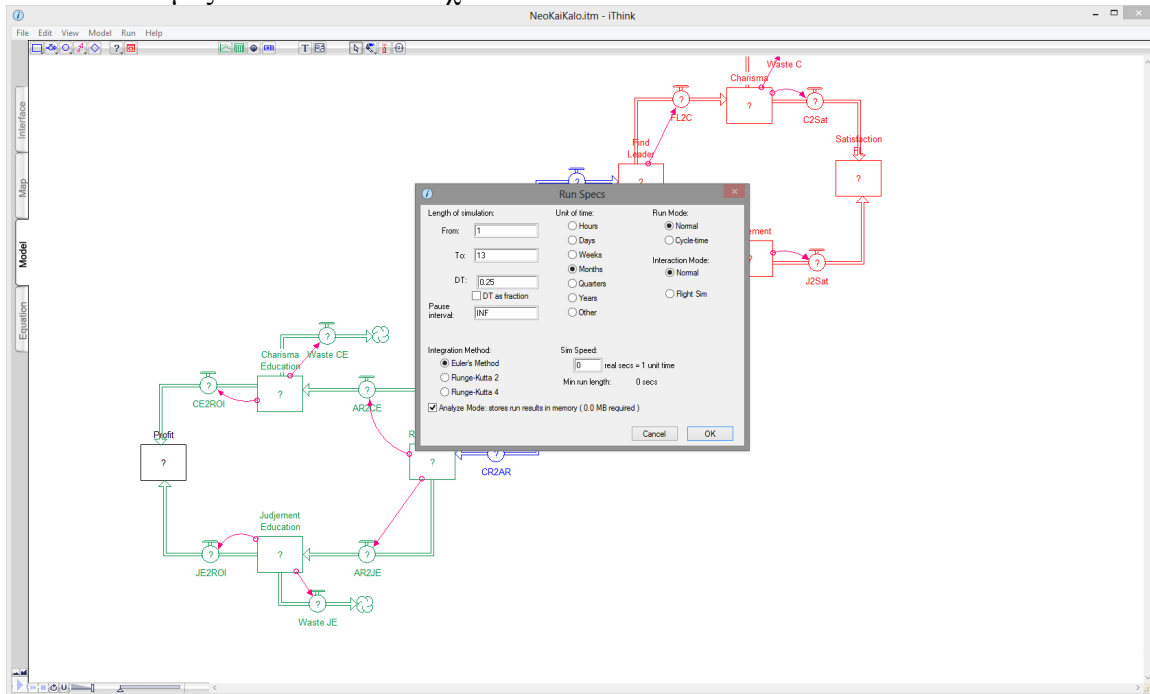 NeoKaiKalo.itm - iThink
File Edit View Model Run Help
Interface
Map
Model
Equation
Waste C
Charisma
?
?
FL2C
C2Sat
Find
Leader
?
?
Satisfaction
?
ement
?
?
J2Sat
Run Specs
Length of simulation:
From: 1
To: 13
DT: 0.25
DT as fraction
Pause
interval: INF
Unit of time:
Hours
Days
Weeks
Months
Quarters
Years
Other
Run Mode:
Normal
Cycle-time
Interaction Mode:
Normal
Flight Sim
Integration Method:
Euler's Method
Runge-Kutta 2
Runge-Kutta 4
Sim Speed:
0 real secs = 1 unit time
Min run length: 0 secs
Analyze Mode: stores run results in memory ( 0.0 MB required )
Cancel OK
?
Charisma Waste CE
Education
?
?
?
CE2ROI
AR2CE
Profit
?
R
?
?
CR2AR
Judjement
Education
?
?
?
JE2ROI
AR2JE
?
Waste JE